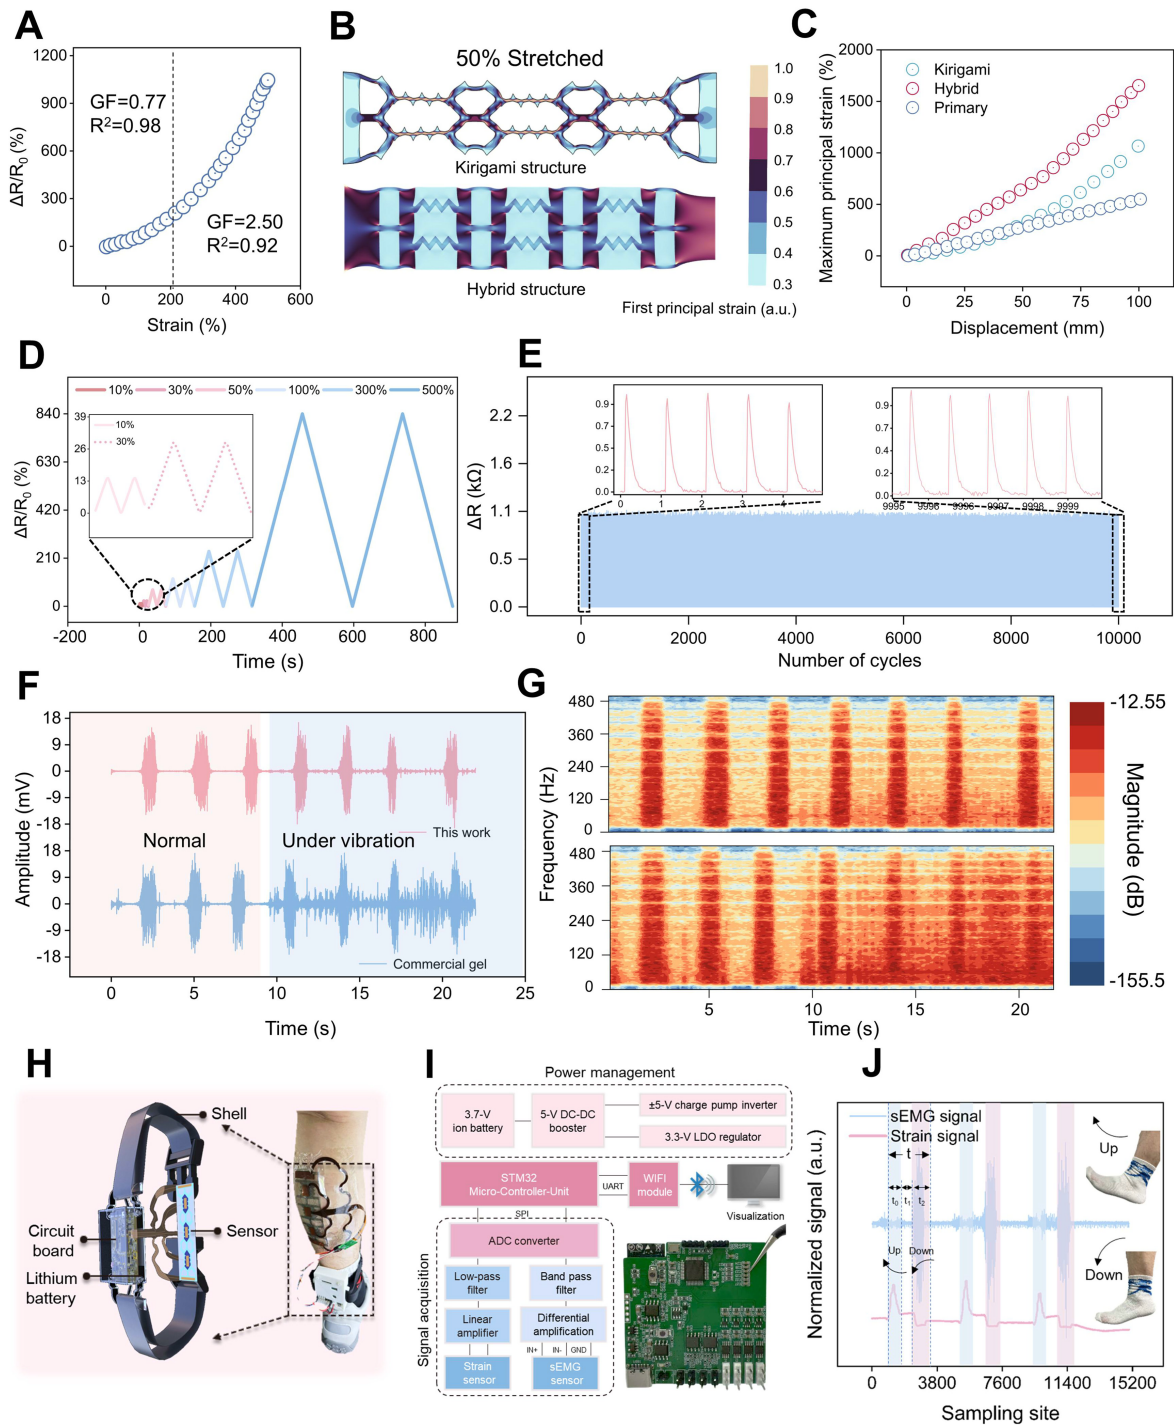 A
1200
900
600
300
0
ΔR/R0 (%)
GF=0.77
R²=0.98
GF=2.50
R²=0.92
0 200 400 600
Strain (%)
B
50% Stretched
Kirigami structure
Hybrid structure
1.0
0.9
0.8
0.7
0.6
0.5
0.4
0.3
First principal strain (a.u.)
C
2000
1500
1000
500
0
Maximum principal strain (%)
Kirigami
Hybrid
Primary
0 25 50 75 100
Displacement (mm)
D
10% 30% 50% 100% 300% 500%
840
630
420
210
0
ΔR/R0 (%)
39
26
13
0
10%
30%
-200 0 200 400 600 800
Time (s)
E
2.2
1.6
1.1
0.5
0.0
ΔR (kΩ)
0.9
0.7
0.5
0.2
0.0
0 1 2 3 4
0.9
0.7
0.5
0.2
0.0
9995 9996 9996 9997 9998 9999
0 2000 4000 6000 8000 10000
Number of cycles
F
18
9
0
-9
-18
18
9
0
-9
-18
Amplitude (mV)
This work
Normal
Under vibration
Commercial gel
0 5 10 15 20 25
Time (s)
G
480
360
240
120
0
480
360
240
120
0
Frequency (Hz)
5 10 15 20
Time (s)
-12.55
-155.5
Magnitude (dB)
H
Shell
Sensor
Circuit
board
Lithium
battery
I
Power management
3.7-V
ion battery
5-V DC-DC
booster
±5-V charge pump inverter
3.3-V LDO regulator
STM32
Micro-Controller-Unit
UART
WIFI
module
Visualization
SPI
ADC converter
Low-pass
filter
Band pass
filter
Linear
amplifier
Differential
amplification
IN+ IN- GND
Strain
sensor
sEMG
sensor
Signal acquisition
J
sEMG signal
Strain signal
t
t0 t1 t2
Up Down
Up
Down
Normalized signal (a.u.)
0 3800 7600 11400 15200
Sampling site